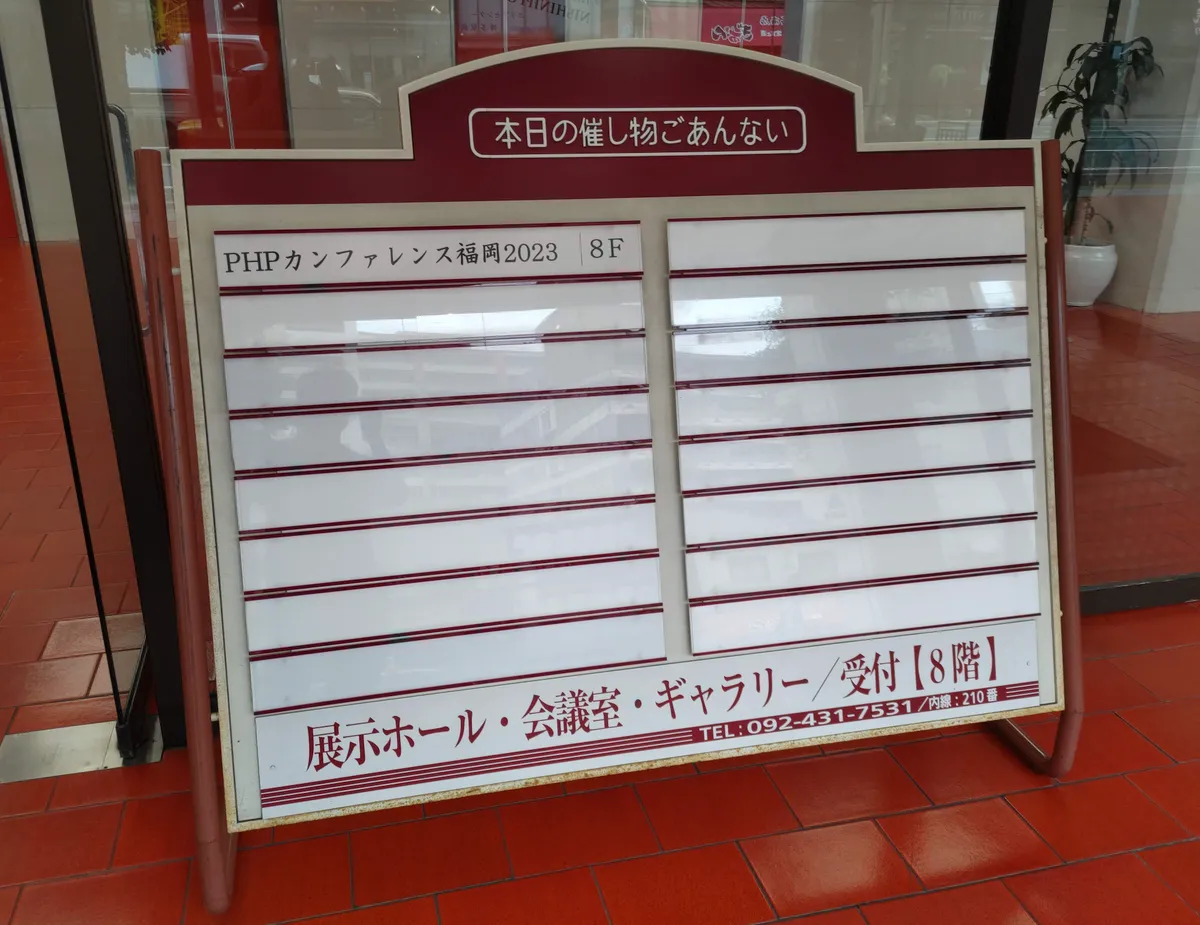 本日の催し物ごあんない
PHPカンファレンス福岡2023 8F
展示ホール・会議室・ギャラリー／受付【8階】
TEL:092-431-7531／内線:210番